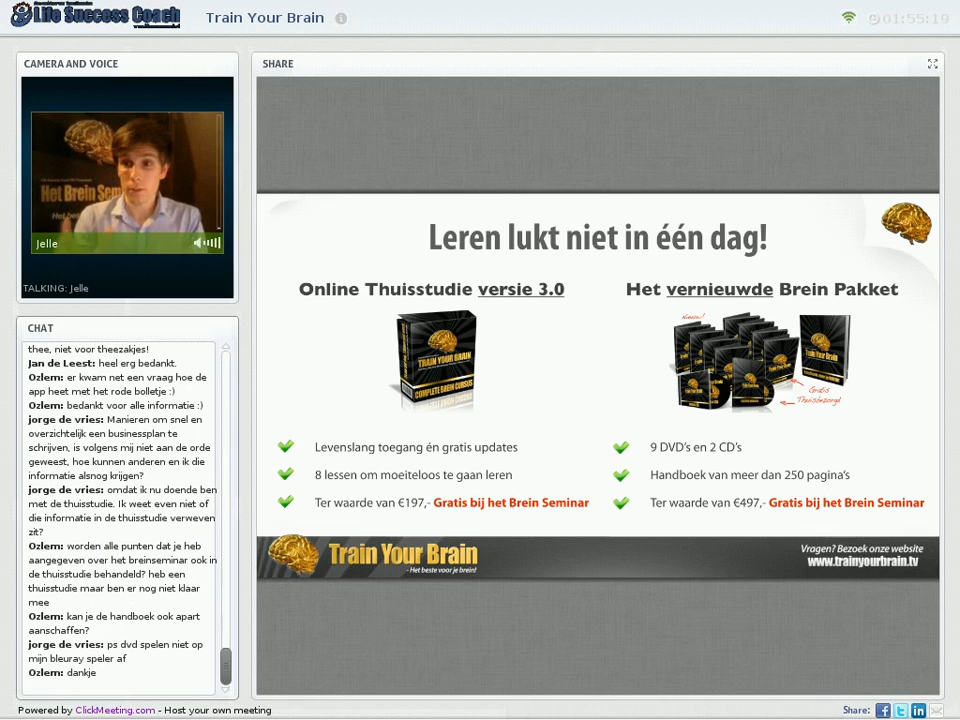 Life Success Coach
Train Your Brain
01:55:19
CAMERA AND VOICE
Het Brein Sem
Jelle
TALKING: Jelle
CHAT
thee, niet voor theezakjes!
Jan de Leest: heel erg bedankt.
Ozlem: er kwam net een vraag hoe de
app heet met het rode bolletje :)
Ozlem: bedankt voor alle informatie :)
jorge de vries: Manieren om snel en
overzichtelijk een businessplan te
schrijven, is volgens mij niet aan de orde
geweest, hoe kunnen anderen en ik die
informatie alsnog krijgen?
jorge de vries: omdat ik nu doende ben
met de thuisstudie. Ik weet even niet of
die informatie in de thuisstudie verweven
zit?
Ozlem: worden alle punten dat je heb
aangegeven over het breinseminar ook in
de thuisstudie behandeld? heb een
thuisstudie maar ben er nog niet klaar
mee
Ozlem: kan je de handboek ook apart
aanschaffen?
jorge de vries: ps dvd spelen niet op
mijn bleuray speler af
Ozlem: dankje
SHARE
Leren lukt niet in één dag!
Online Thuisstudie versie 3.0
TRAIN YOUR BRAIN
COMPLETE BREIN CURSUS
Levenslang toegang én gratis updates
8 lessen om moeiteloos te gaan leren
Ter waarde van €197,- Gratis bij het Brein Seminar
Het vernieuwde Brein Pakket
Nieuw!
Gratis
Thuisbezorgd
9 DVD's en 2 CD's
Handboek van meer dan 250 pagina's
Ter waarde van €497,- Gratis bij het Brein Seminar
Train Your Brain
- Het beste voor je brein!
Vragen? Bezoek onze website
www.trainyourbrain.tv
Powered by ClickMeeting.com - Host your own meeting
Share: